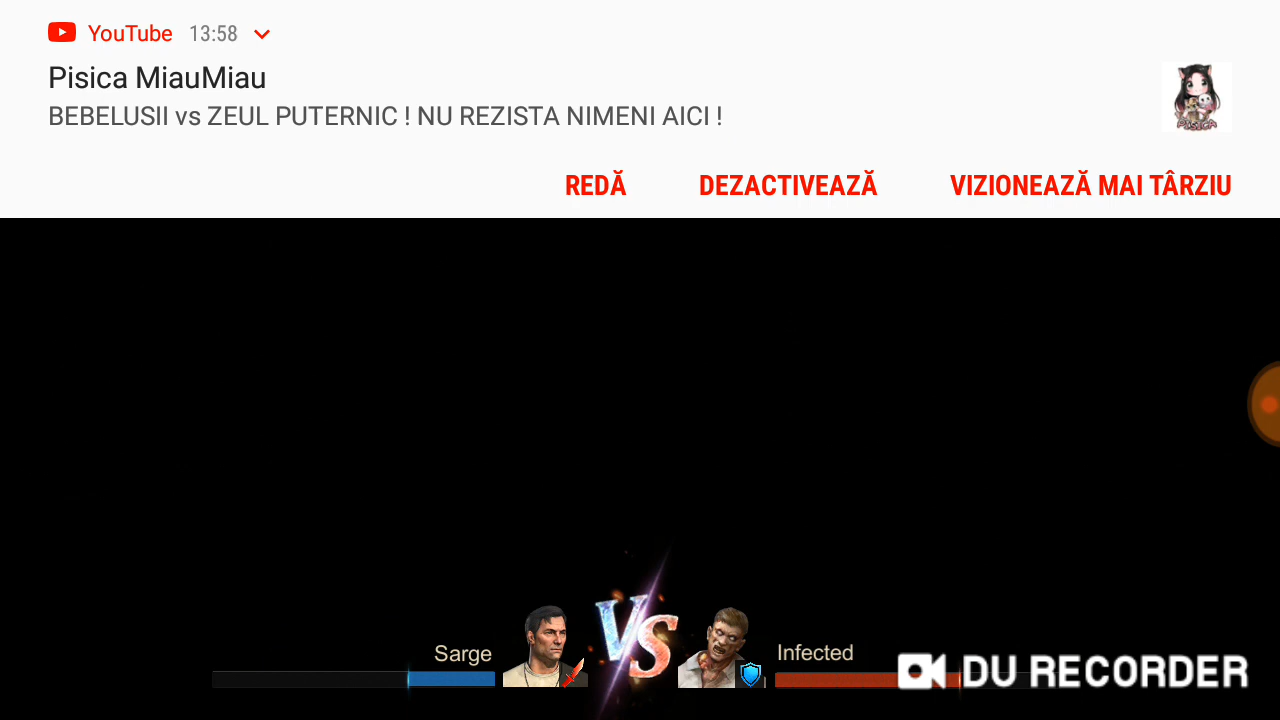 YouTube 13:58
Pisica MiauMiau
BEBELUSII vs ZEUL PUTERNIC ! NU REZISTA NIMENI AICI !
PISICA
REDĂ DEZACTIVEAZĂ VIZIONEAZĂ MAI TÂRZIU
VS
Sarge
Infected
DU RECORDER